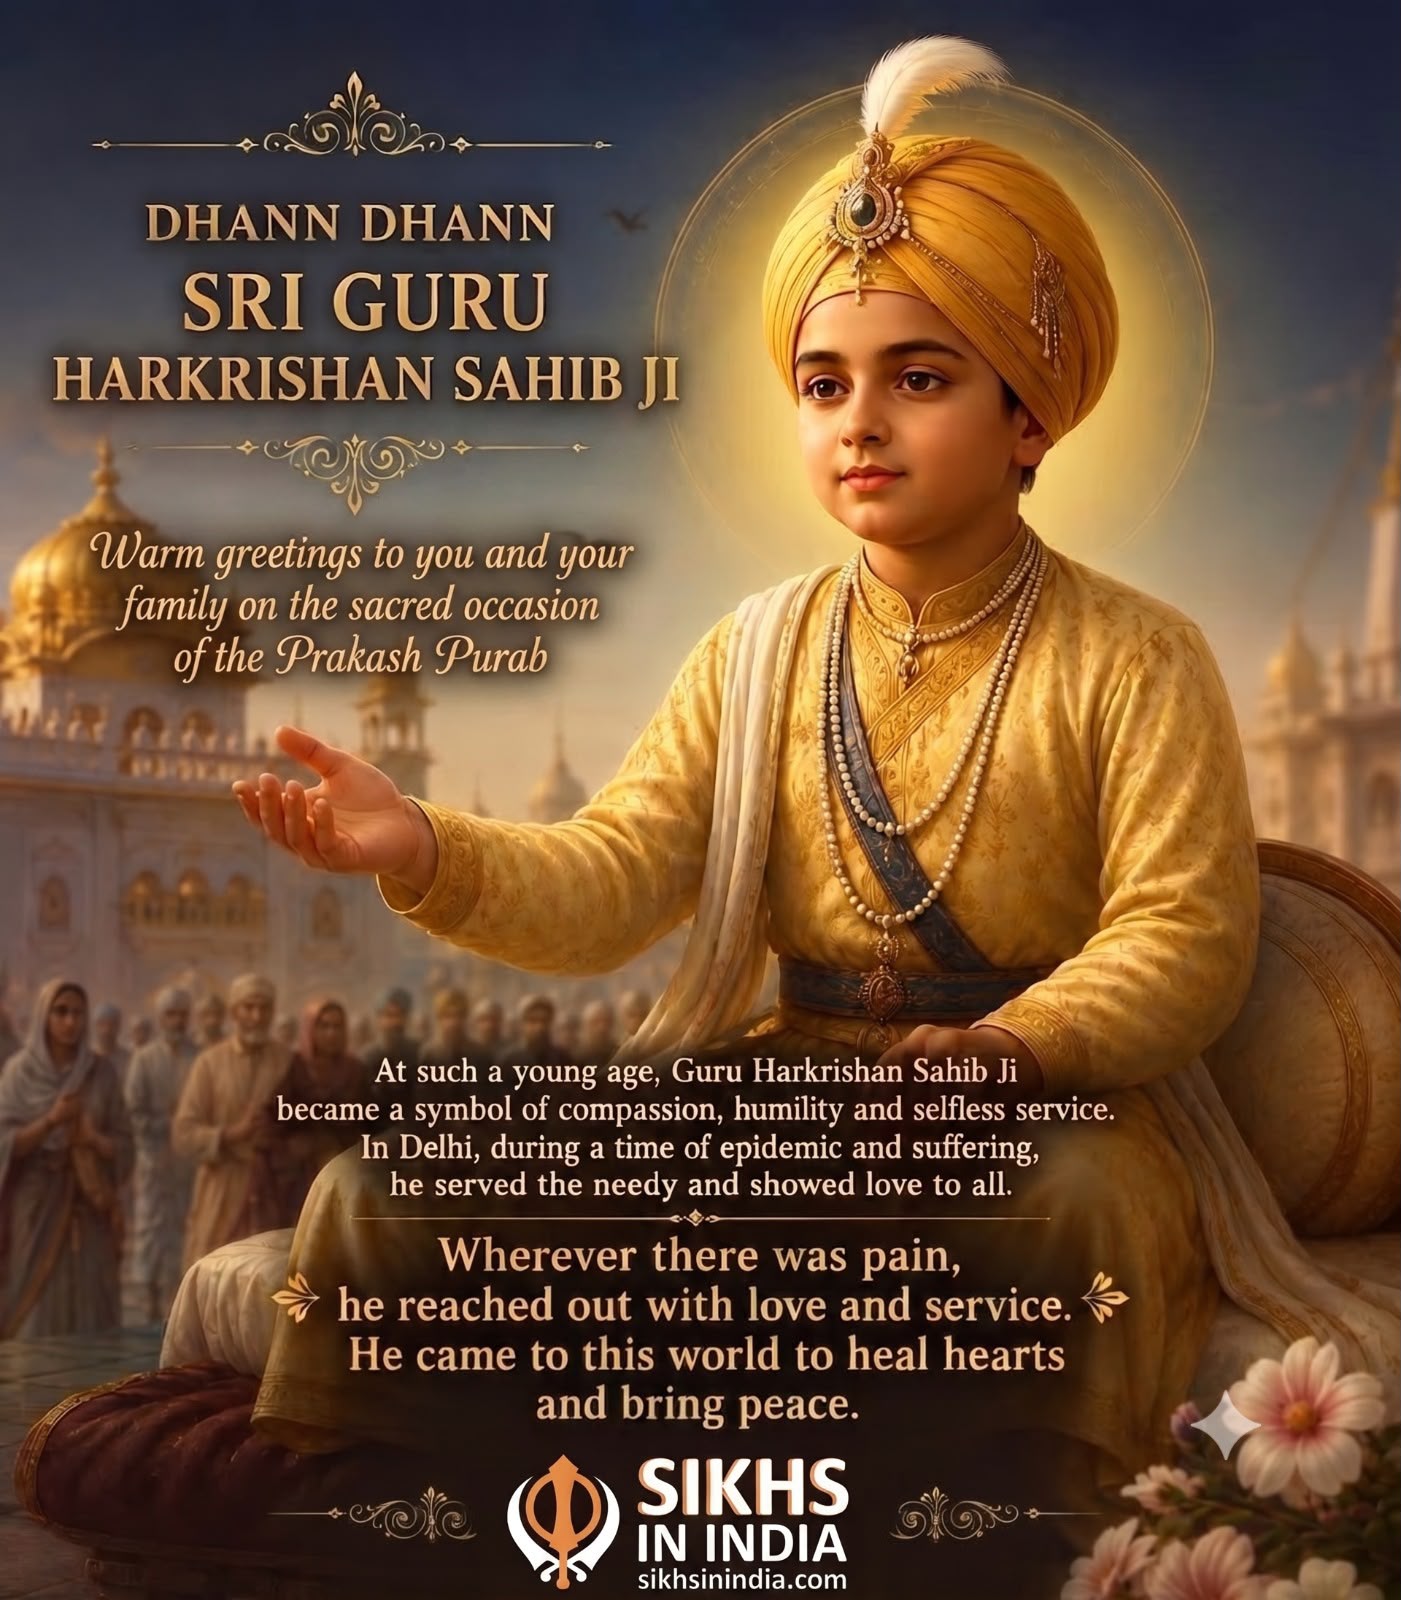 DHANN DHANN
SRI GURU
HARKRISHAN SAHIB JI
Warm greetings to you and your
family on the sacred occasion
of the Prakash Purab
At such a young age, Guru Harkrishan Sahib Ji
became a symbol of compassion, humility and selfless service.
In Delhi, during a time of epidemic and suffering,
he served the needy and showed love to all.
Wherever there was pain,
he reached out with love and service.
He came to this world to heal hearts
and bring peace.
SIKHS
IN INDIA
sikhsinindia.com